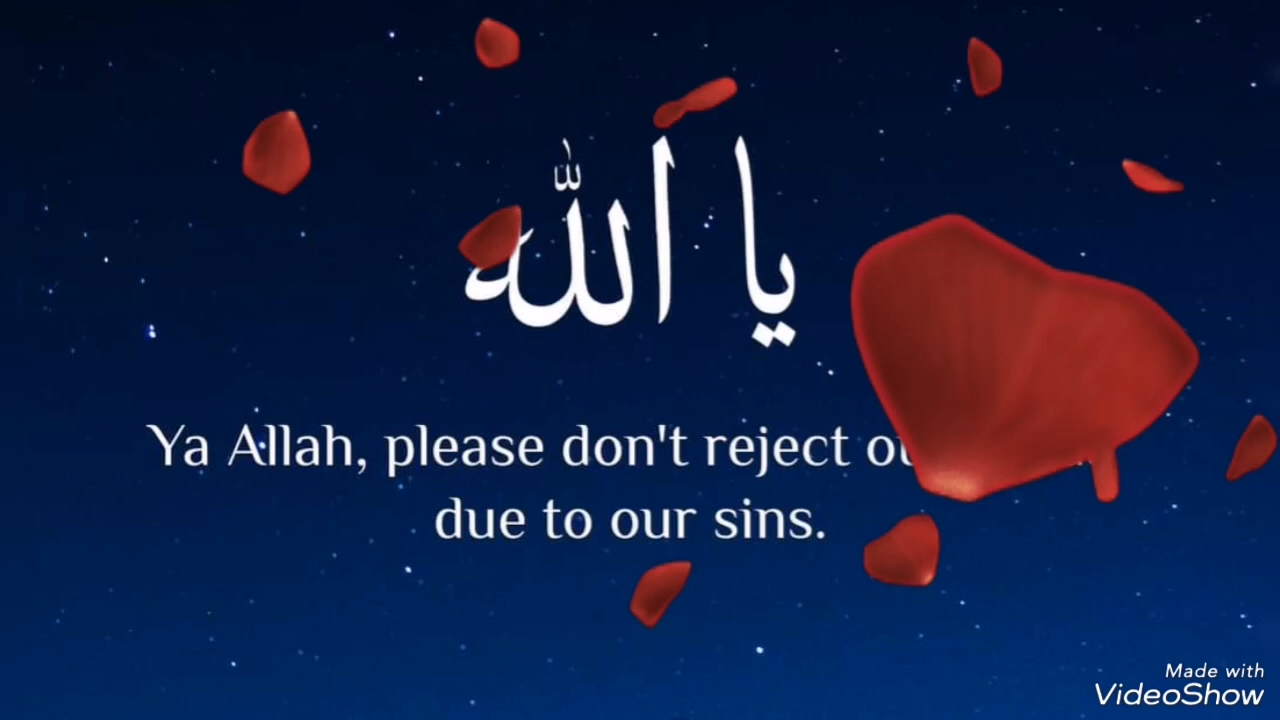 يا الله
Ya Allah, please don't reject
due to our sins.
Made with
VideoShow